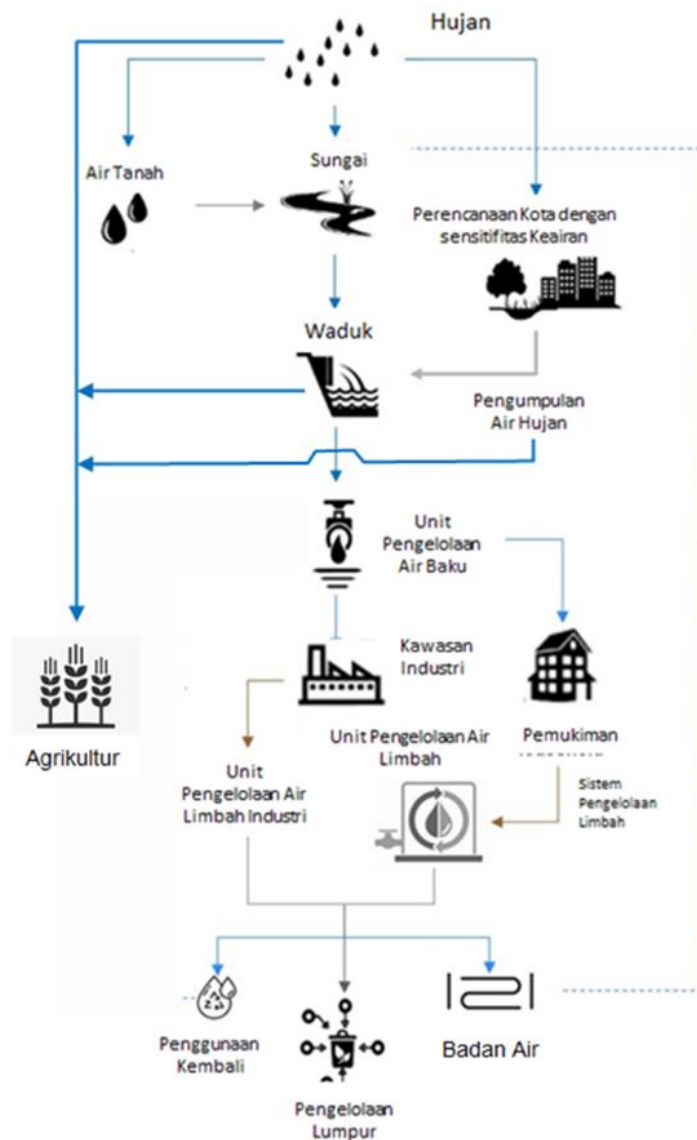 Hujan
Air Tanah
Sungai
Perencanaan Kota dengan
sensitifitas Keairan
Waduk
Pengumpulan
Air Hujan
Unit
Pengelolaan
Air Baku
Kawasan
Industri
Pemukiman
Agrikultur
Unit Pengelolaan Air
Limbah
Unit
Pengelolaan Air
Limbah Industri
Sistem
Pengelolaan
Limbah
Penggunaan
Kembali
Badan Air
Pengelolaan
Lumpur